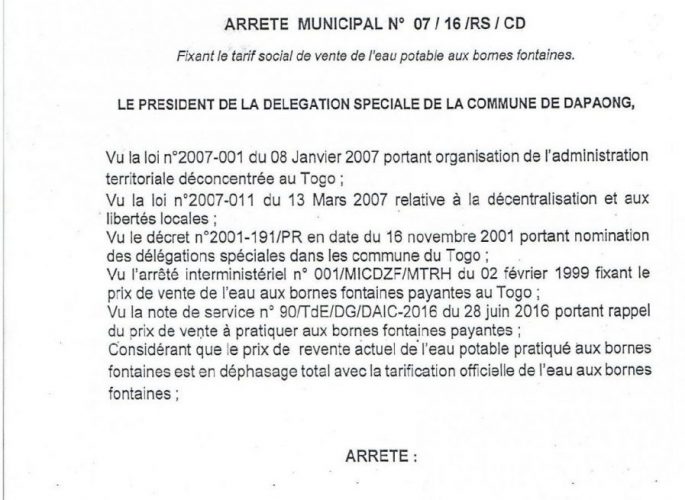 ARRETE MUNICIPAL N° 07 / 16 /RS / CD
Fixant le tarif social de vente de l'eau potable aux bornes fontaines.
LE PRESIDENT DE LA DELEGATION SPECIALE DE LA COMMUNE DE DAPAONG,
Vu la loi n°2007-001 du 08 Janvier 2007 portant organisation de l'administration
territoriale déconcentrée au Togo ;
Vu la loi n°2007-011 du 13 Mars 2007 relative à la décentralisation et aux
libertés locales ;
Vu le décret n°2001-191/PR en date du 16 novembre 2001 portant nomination
des délégations spéciales dans les commune du Togo ;
Vu l'arrêté interministériel n° 001/MICDZF/MTRH du 02 février 1999 fixant le
prix de vente de l'eau aux bornes fontaines payantes au Togo ;
Vu la note de service n° 90/TdE/DG/DAIC-2016 du 28 juin 2016 portant rappel
du prix de vente à pratiquer aux bornes fontaines payantes ;
Considérant que le prix de revente actuel de l'eau potable pratiqué aux bornes
fontaines est en déphasage total avec la tarification officielle de l'eau aux bornes
fontaines ;
ARRETE :